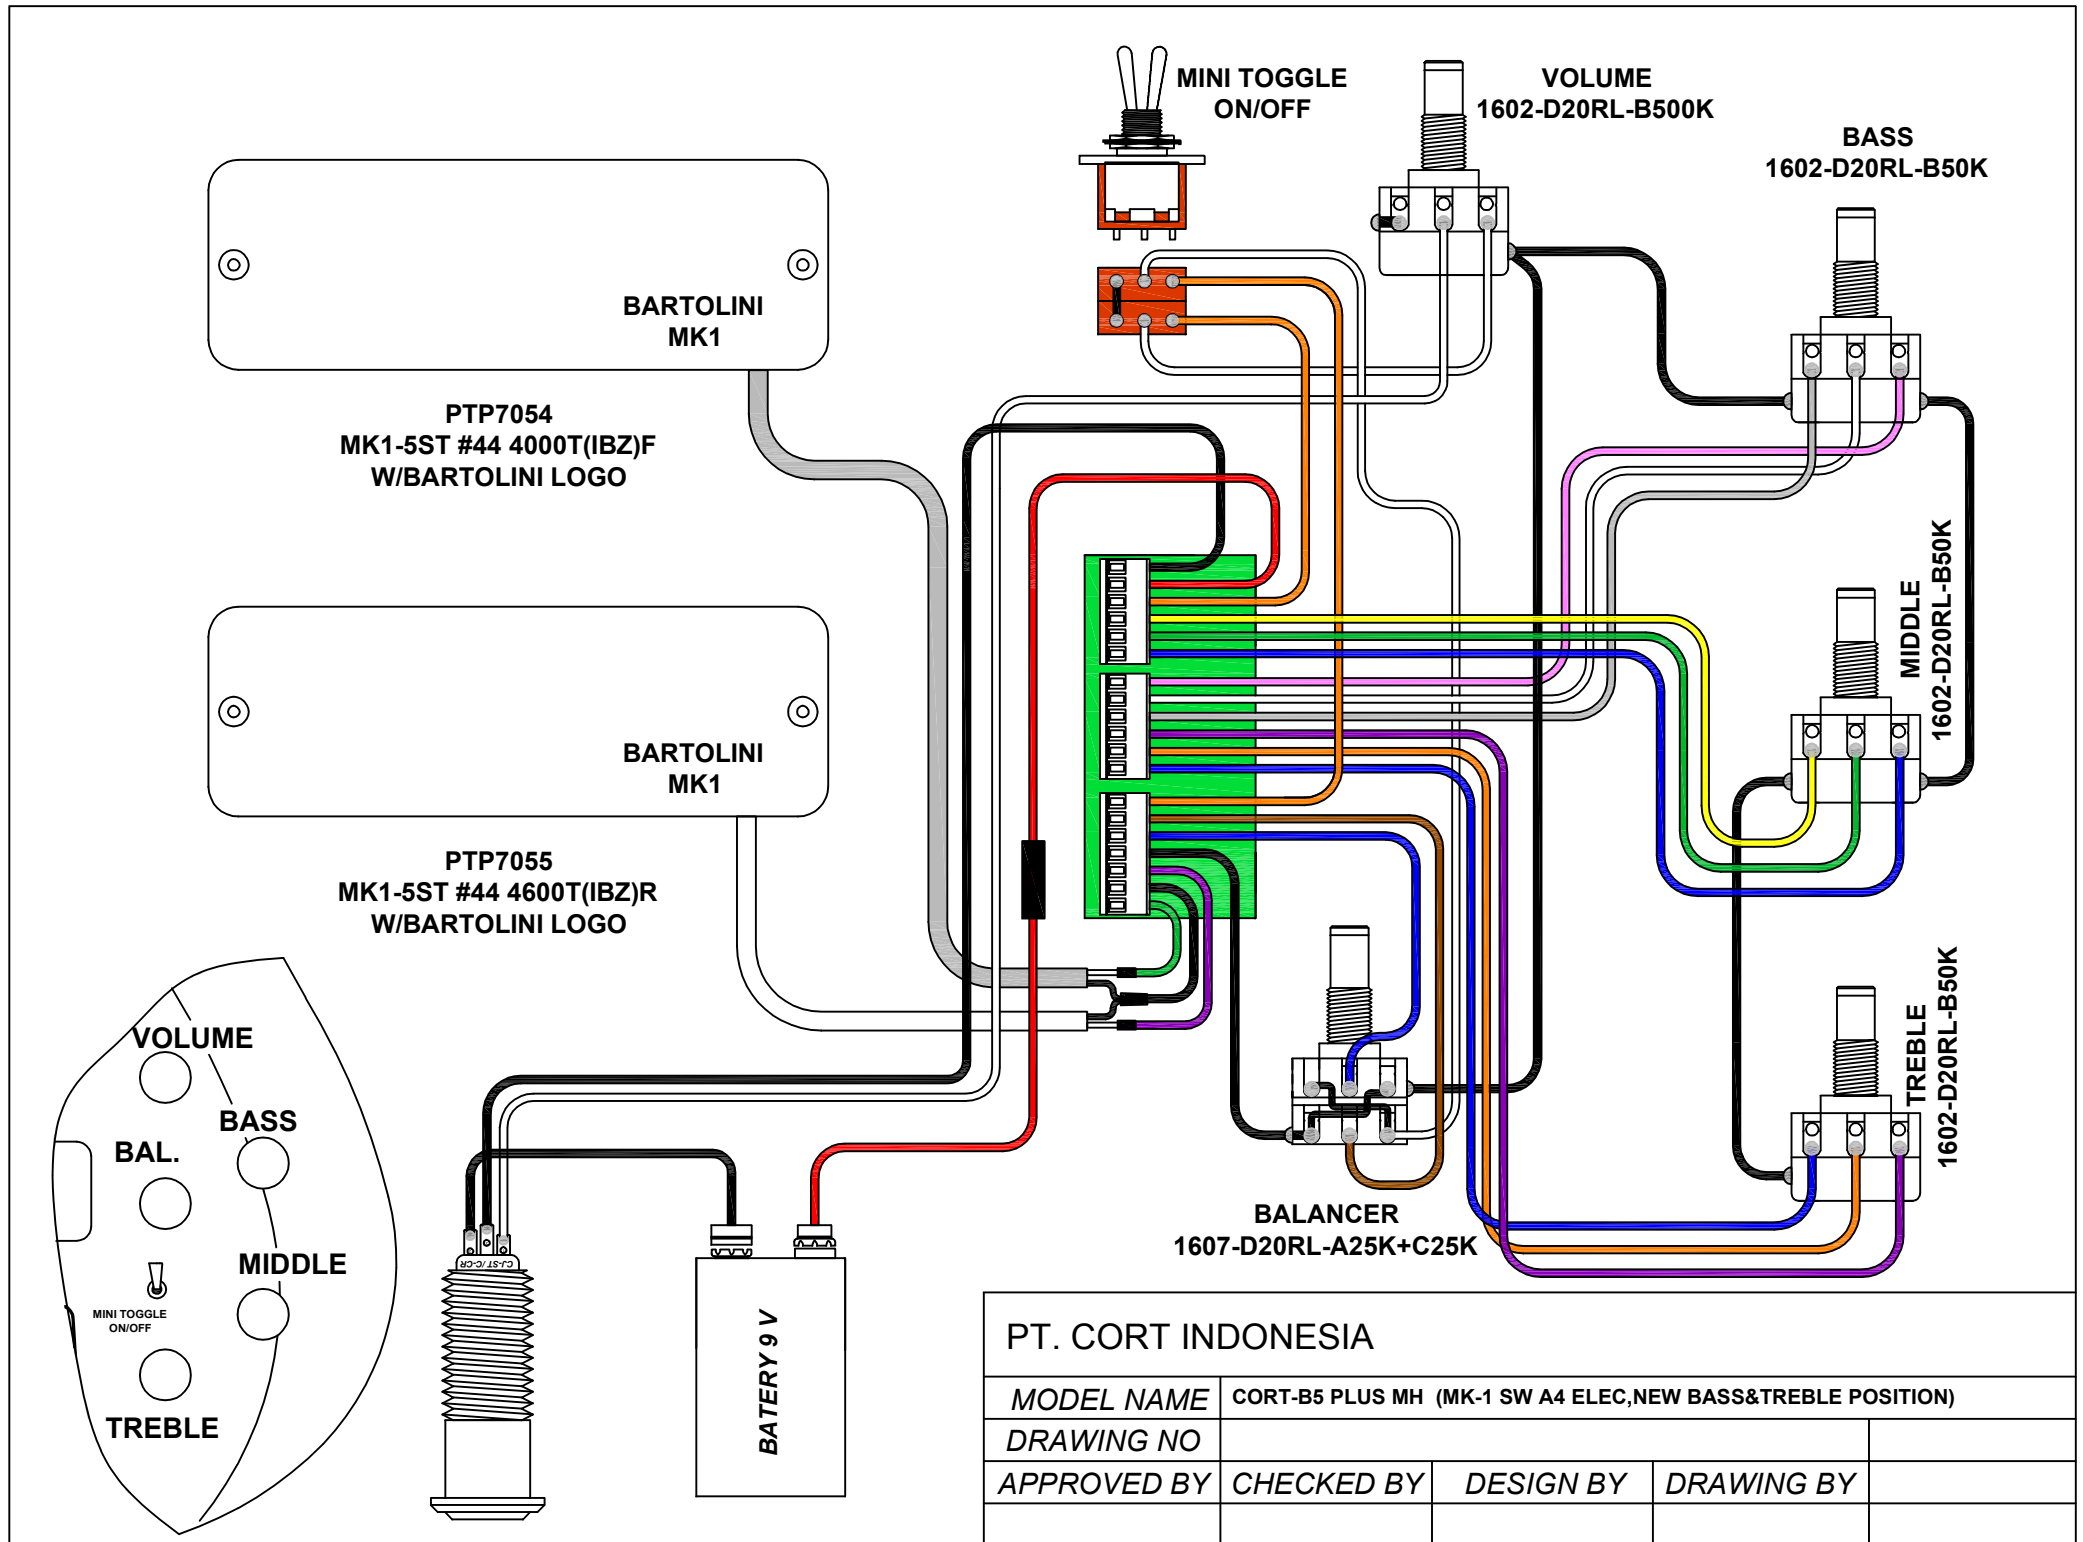 MINI TOGGLE
ON/OFF
VOLUME
1602-D20RL-B500K
BASS
1602-D20RL-B50K
BARTOLINI
MK1
PTP7054
MK1-5ST #44 4000T(IBZ)F
W/BARTOLINI LOGO
MIDDLE
1602-D20RL-B50K
BARTOLINI
MK1
PTP7055
MK1-5ST #44 4600T(IBZ)R
W/BARTOLINI LOGO
TREBLE
1602-D20RL-B50K
BALANCER
1607-D20RL-A25K+C25K
VOLUME
BASS
BAL.
MIDDLE
MINI TOGGLE
ON/OFF
TREBLE
CJ-ST/C-CR
BATERY 9 V
PT. CORT INDONESIA
MODEL NAME CORT-B5 PLUS MH (MK-1 SW A4 ELEC,NEW BASS&TREBLE POSITION)
DRAWING NO
APPROVED BY CHECKED BY DESIGN BY DRAWING BY